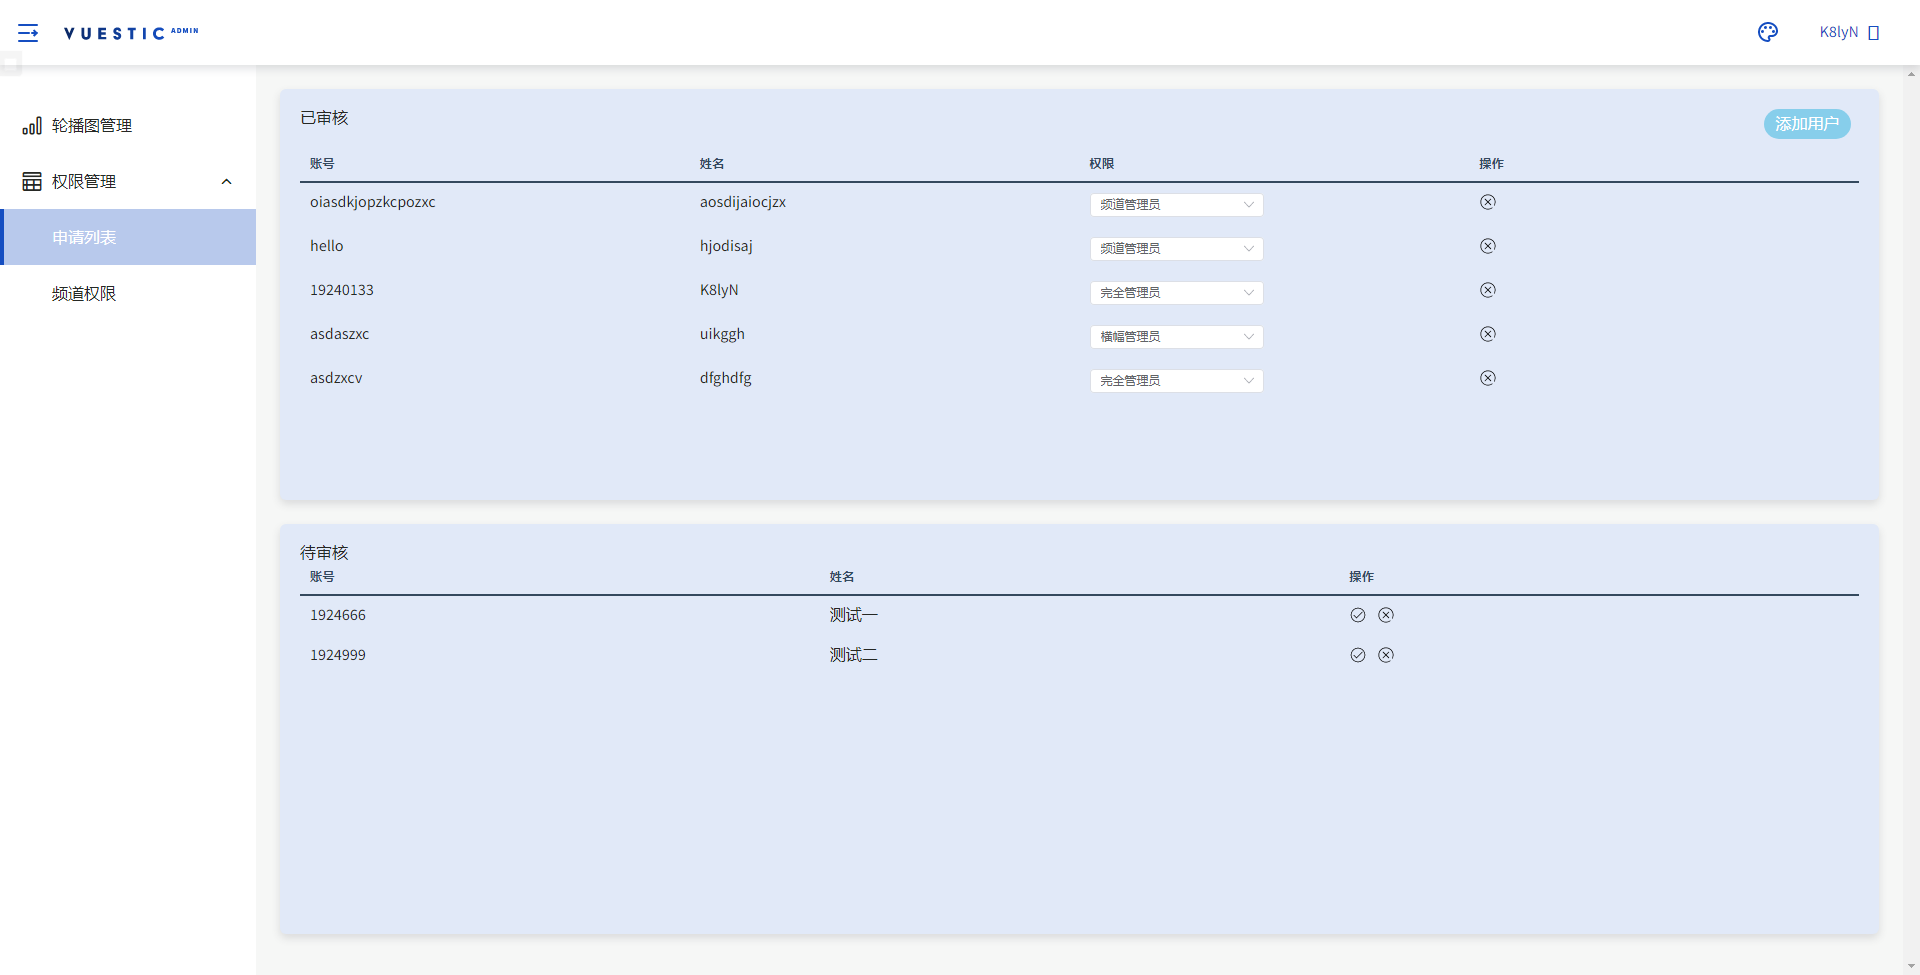 VUESTIC ADMIN
K8lyN
轮播图管理
权限管理
申请列表
频道权限
已审核
添加用户
账号 姓名 权限 操作
oiasdkjopzkcpozxc aosdijaiocjzx 频道管理员
hello hjodisaj 频道管理员
19240133 K8lyN 完全管理员
asdaszxc uikggh 横幅管理员
asdzxcv dfghdfg 完全管理员
待审核
账号 姓名 操作
1924666 测试一
1924999 测试二